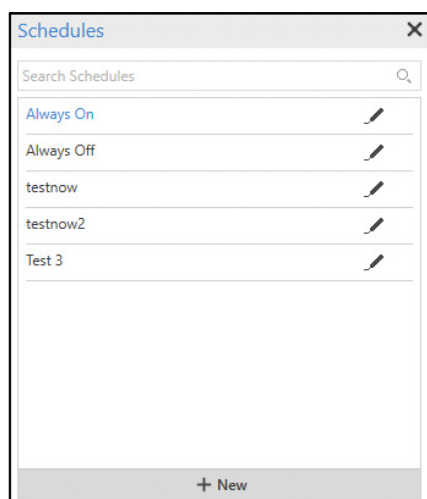 Schedules
Search Schedules
Always On
Always Off
testnow
testnow2
Test 3
+ New